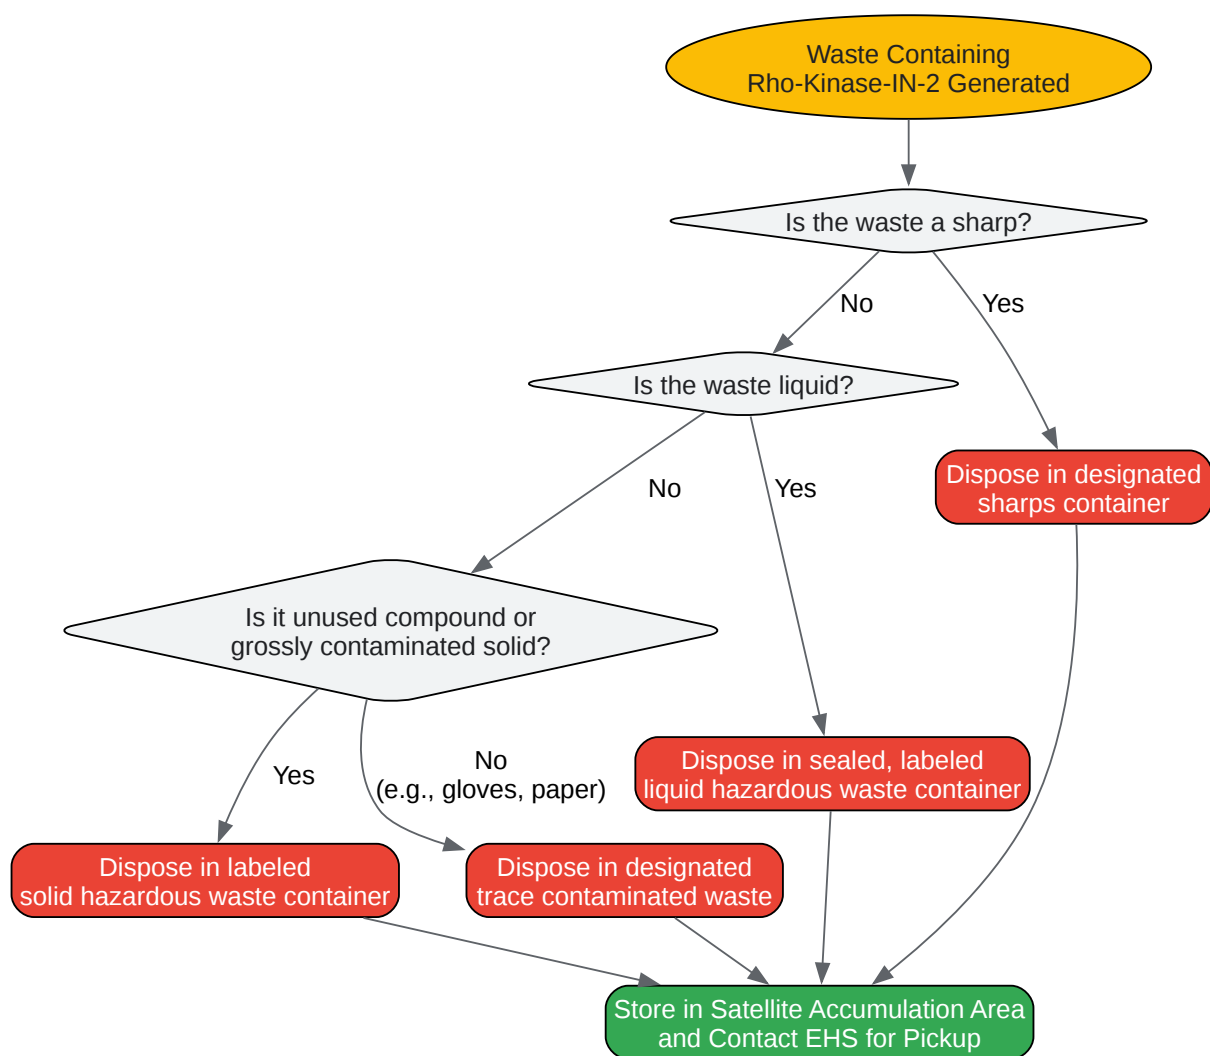 Waste Containing
Rho-Kinase-IN-2 Generated
Is the waste a sharp?
No
Yes
Is the waste liquid?
Dispose in designated
sharps container
No
Yes
Is it unused compound or
grossly contaminated solid?
Yes
No
(e.g., gloves, paper)
Dispose in sealed, labeled
liquid hazardous waste container
Dispose in labeled
solid hazardous waste container
Dispose in designated
trace contaminated waste
Store in Satellite Accumulation Area
and Contact EHS for Pickup